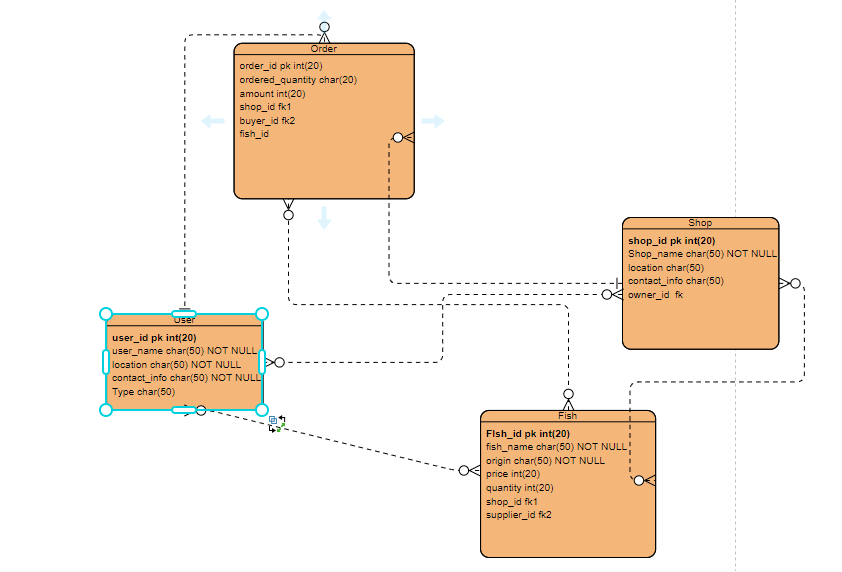 Order
order_id pk int(20)
ordered_quantity char(20)
amount int(20)
shop_id fk1
buyer_id fk2
fish_id
Shop
shop_id pk int(20)
Shop_name char(50) NOT NULL
location char(50)
contact_info char(50)
owner_id fk
User
user_id pk int(20)
user_name char(50) NOT NULL
location char(50) NOT NULL
contact_info char(50) NOT NULL
Type char(50)
Fish
FIsh_id pk int(20)
fish_name char(50) NOT NULL
origin char(50) NOT NULL
price int(20)
quantity int(20)
shop_id fk1
supplier_id fk2